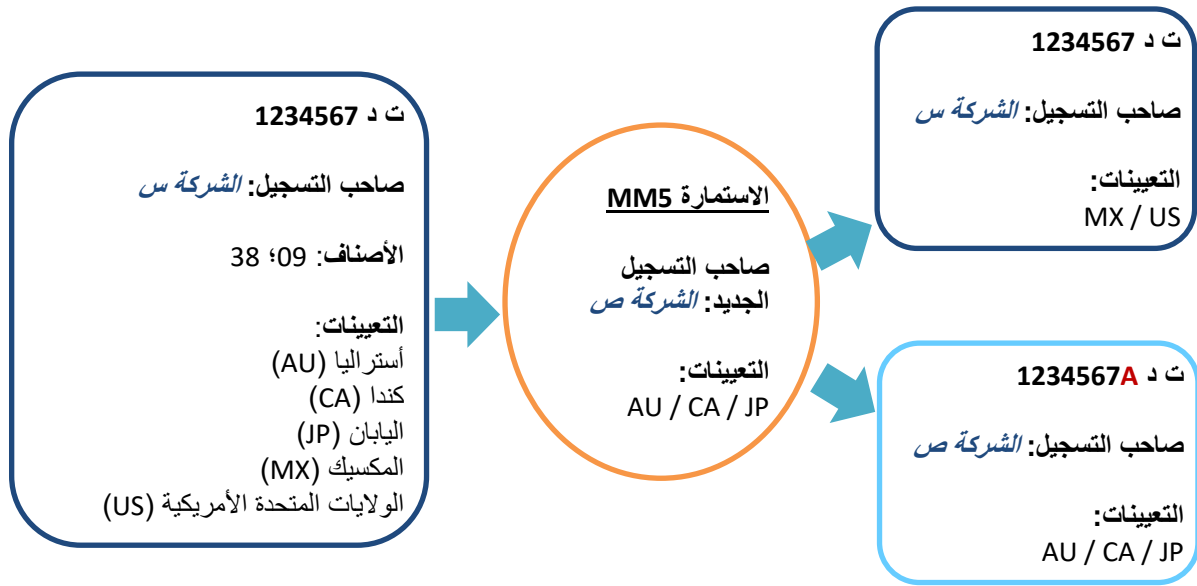 ت د 1234567
صاحب التسجيل: الشركة س
الأصناف: 09؛ 38
التعيينات:
أستراليا (AU)
كندا (CA)
اليابان (JP)
المكسيك (MX)
الولايات المتحدة الأمريكية (US)
الاستمارة MM5
صاحب التسجيل
الجديد: الشركة ص
التعيينات:
AU / CA / JP
ت د 1234567
صاحب التسجيل: الشركة س
التعيينات:
MX / US
ت د 1234567A
صاحب التسجيل: الشركة ص
التعيينات:
AU / CA / JP